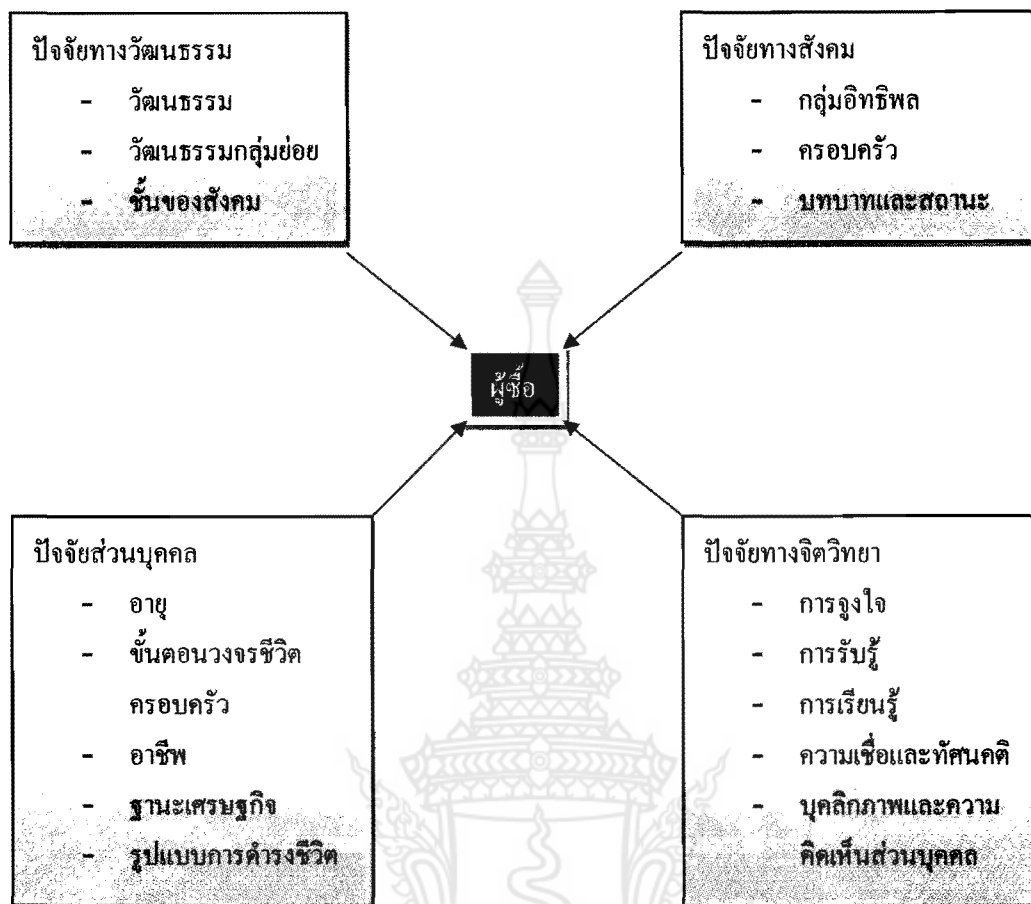 ปัจจัยทางวัฒนธรรม
- วัฒนธรรม
- วัฒนธรรมกลุ่มย่อย
- ชั้นของสังคม
ปัจจัยทางสังคม
- กลุ่มอิทธิพล
- ครอบครัว
- บทบาทและสถานะ
ผู้ซื้อ
ปัจจัยส่วนบุคคล
- อายุ
- ขั้นตอนวงจรชีวิต
ครอบครัว
- อาชีพ
- ฐานะเศรษฐกิจ
- รูปแบบการดำรงชีวิต
ปัจจัยทางจิตวิทยา
- การจูงใจ
- การรับรู้
- การเรียนรู้
- ความเชื่อและทัศนคติ
- บุคลิกภาพและความ
คิดเห็นส่วนบุคคล